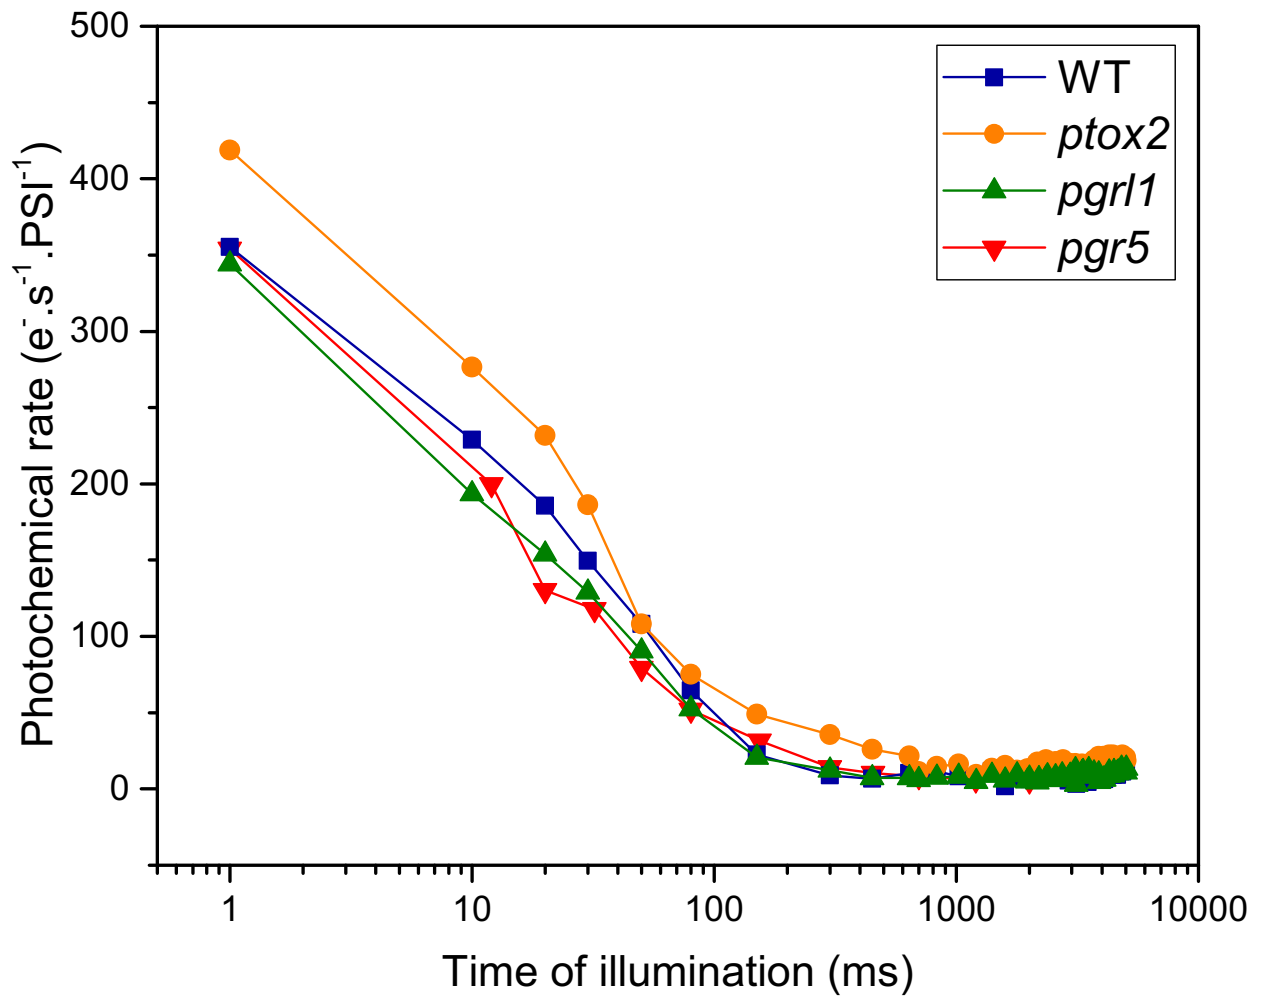 500
400
300
200
100
0
Photochemical rate (e⁻.s⁻¹.PSI⁻¹)
WT
ptox2
pgrl1
pgr5
1 10 100 1000 10000
Time of illumination (ms)